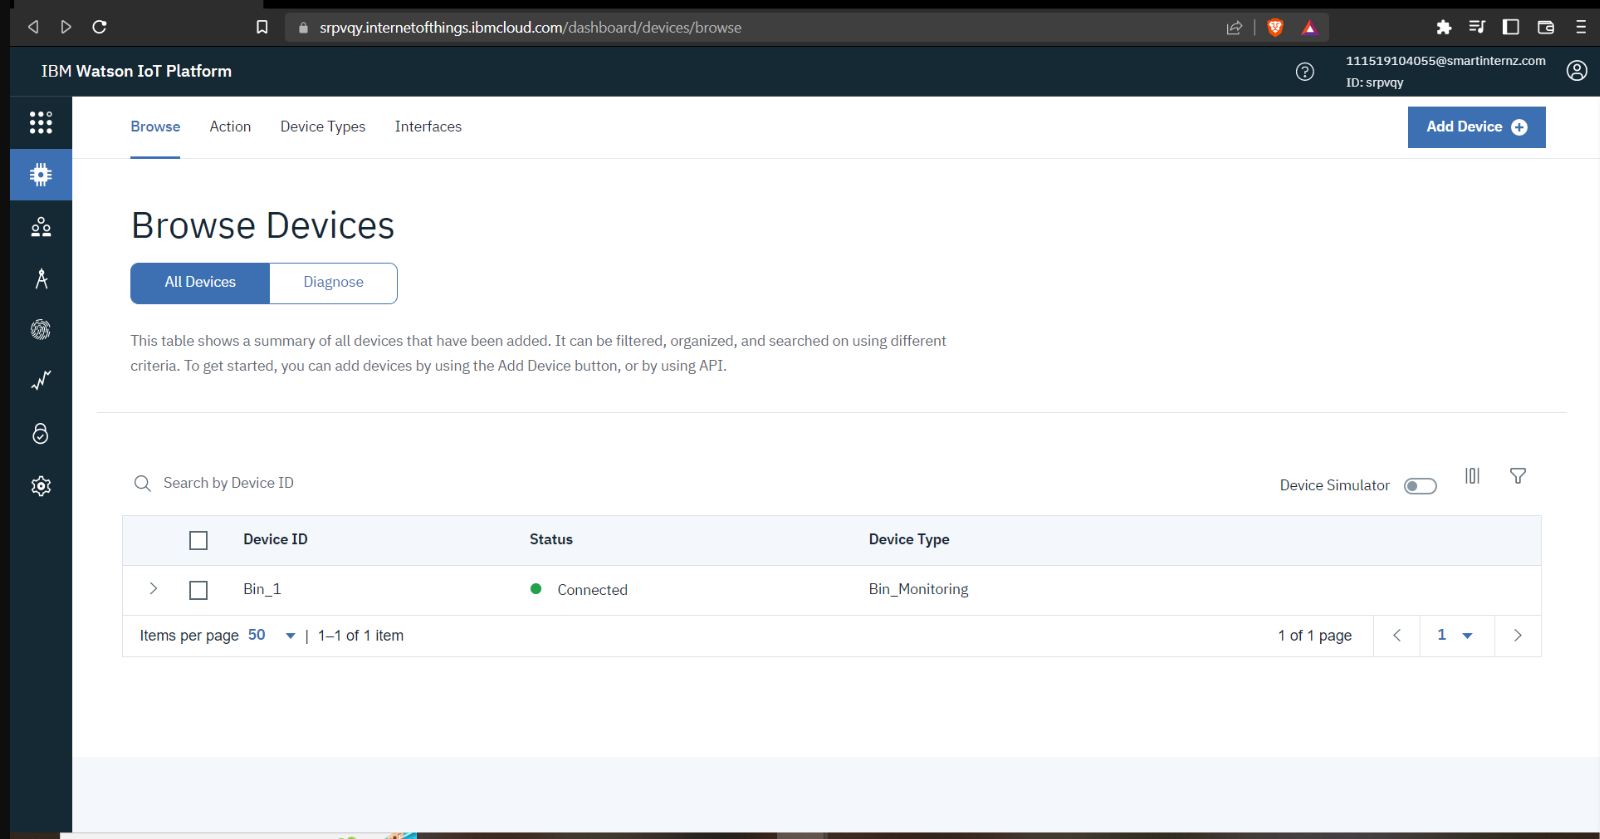 srpvqy.internetofthings.ibmcloud.com/dashboard/devices/browse
IBM Watson IoT Platform
111519104055@smartinternz.com
ID: srpvqy
Browse Action Device Types Interfaces
Add Device
Browse Devices
All Devices Diagnose
This table shows a summary of all devices that have been added. It can be filtered, organized, and searched on using different
criteria. To get started, you can add devices by using the Add Device button, or by using API.
Search by Device ID
Device Simulator
Device ID Status Device Type
Bin_1 Connected Bin_Monitoring
Items per page 50 | 1–1 of 1 item 1 of 1 page 1